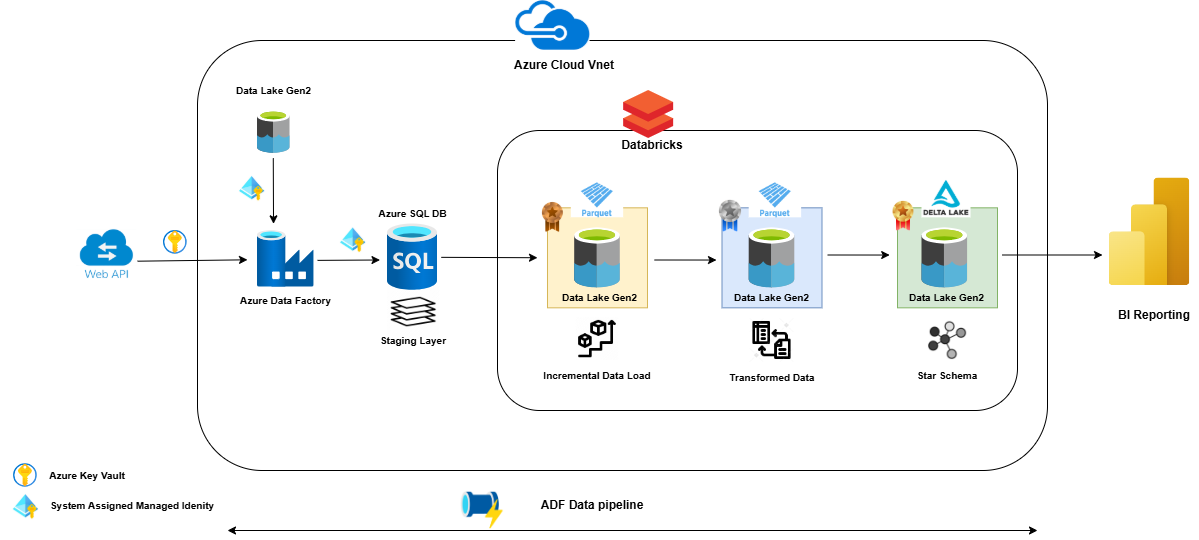 Azure Cloud Vnet
Data Lake Gen2
Databricks
Azure SQL DB
SQL
Parquet
Parquet
DELTA LAKE
Web API
Azure Data Factory
Staging Layer
Data Lake Gen2
Data Lake Gen2
Data Lake Gen2
BI Reporting
Incremental Data Load
Transformed Data
Star Schema
Azure Key Vault
System Assigned Managed Idenity
ADF Data pipeline